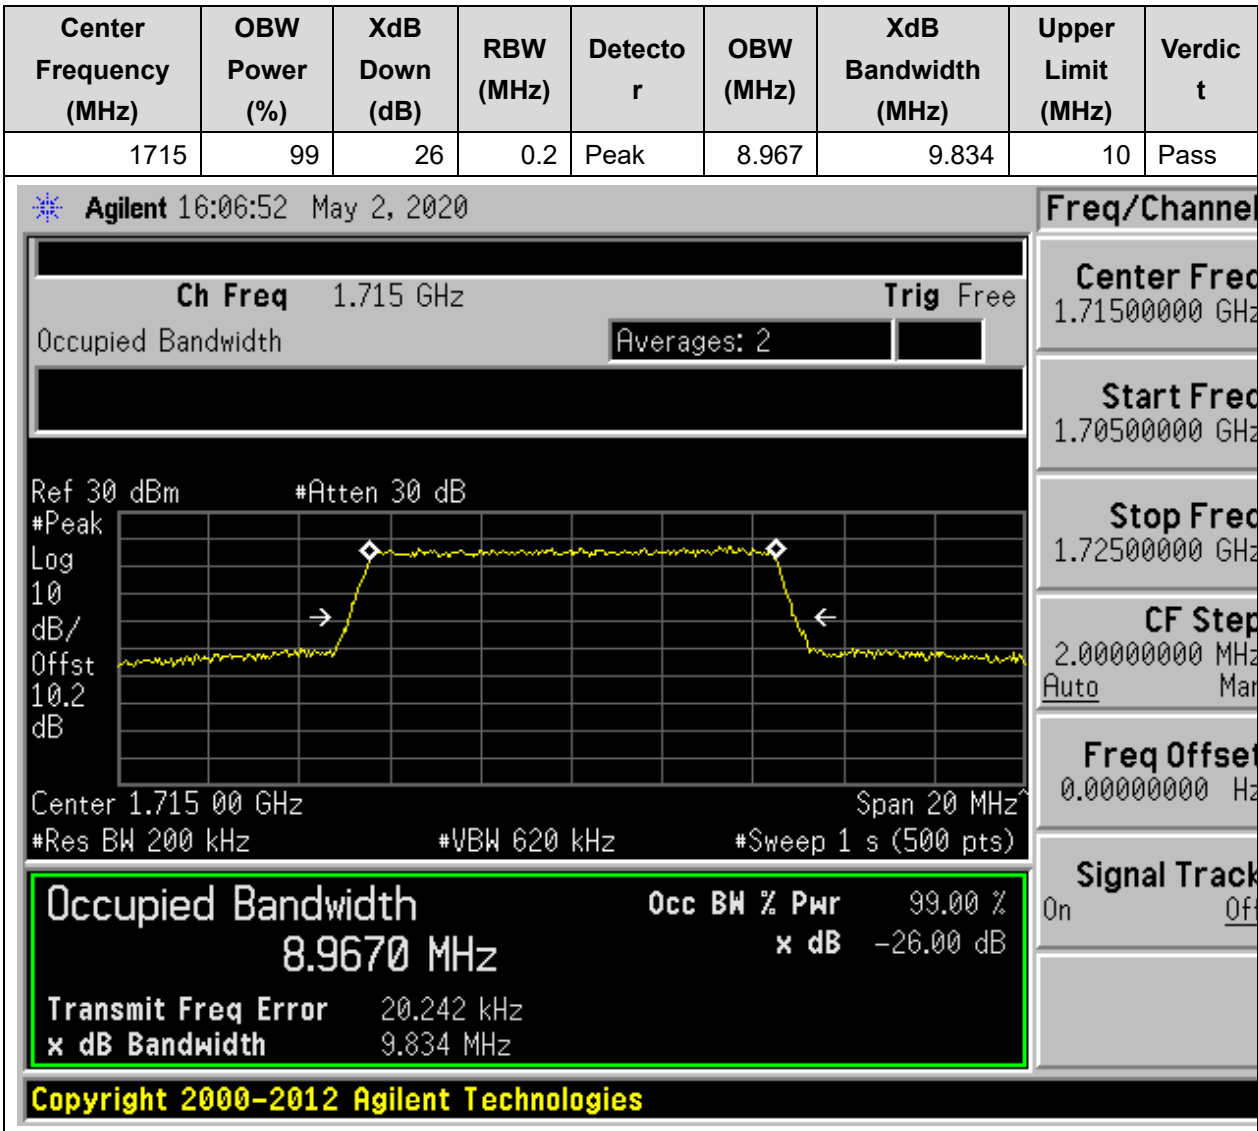 Center Frequency (MHz) OBW Power (%) XdB Down (dB) RBW (MHz) Detector OBW (MHz) XdB Bandwidth (MHz) Upper Limit (MHz) Verdict
1715 99 26 0.2 Peak 8.967 9.834 10 Pass
Agilent 16:06:52 May 2, 2020
Freq/Channel
Ch Freq 1.715 GHz Trig Free
Occupied Bandwidth Averages: 2
Center Freq
1.71500000 GHz
Start Freq
1.70500000 GHz
Stop Freq
1.72500000 GHz
CF Step
2.00000000 MHz
Auto Man
Freq Offset
0.00000000 Hz
Signal Track
On Off
Ref 30 dBm #Atten 30 dB
#Peak
Log
10
dB/
Offst
10.2
dB
Center 1.715 00 GHz Span 20 MHz^
#Res BW 200 kHz #VBW 620 kHz #Sweep 1 s (500 pts)
Occupied Bandwidth Occ BW % Pwr 99.00 %
8.9670 MHz x dB -26.00 dB
Transmit Freq Error 20.242 kHz
x dB Bandwidth 9.834 MHz
Copyright 2000-2012 Agilent Technologies